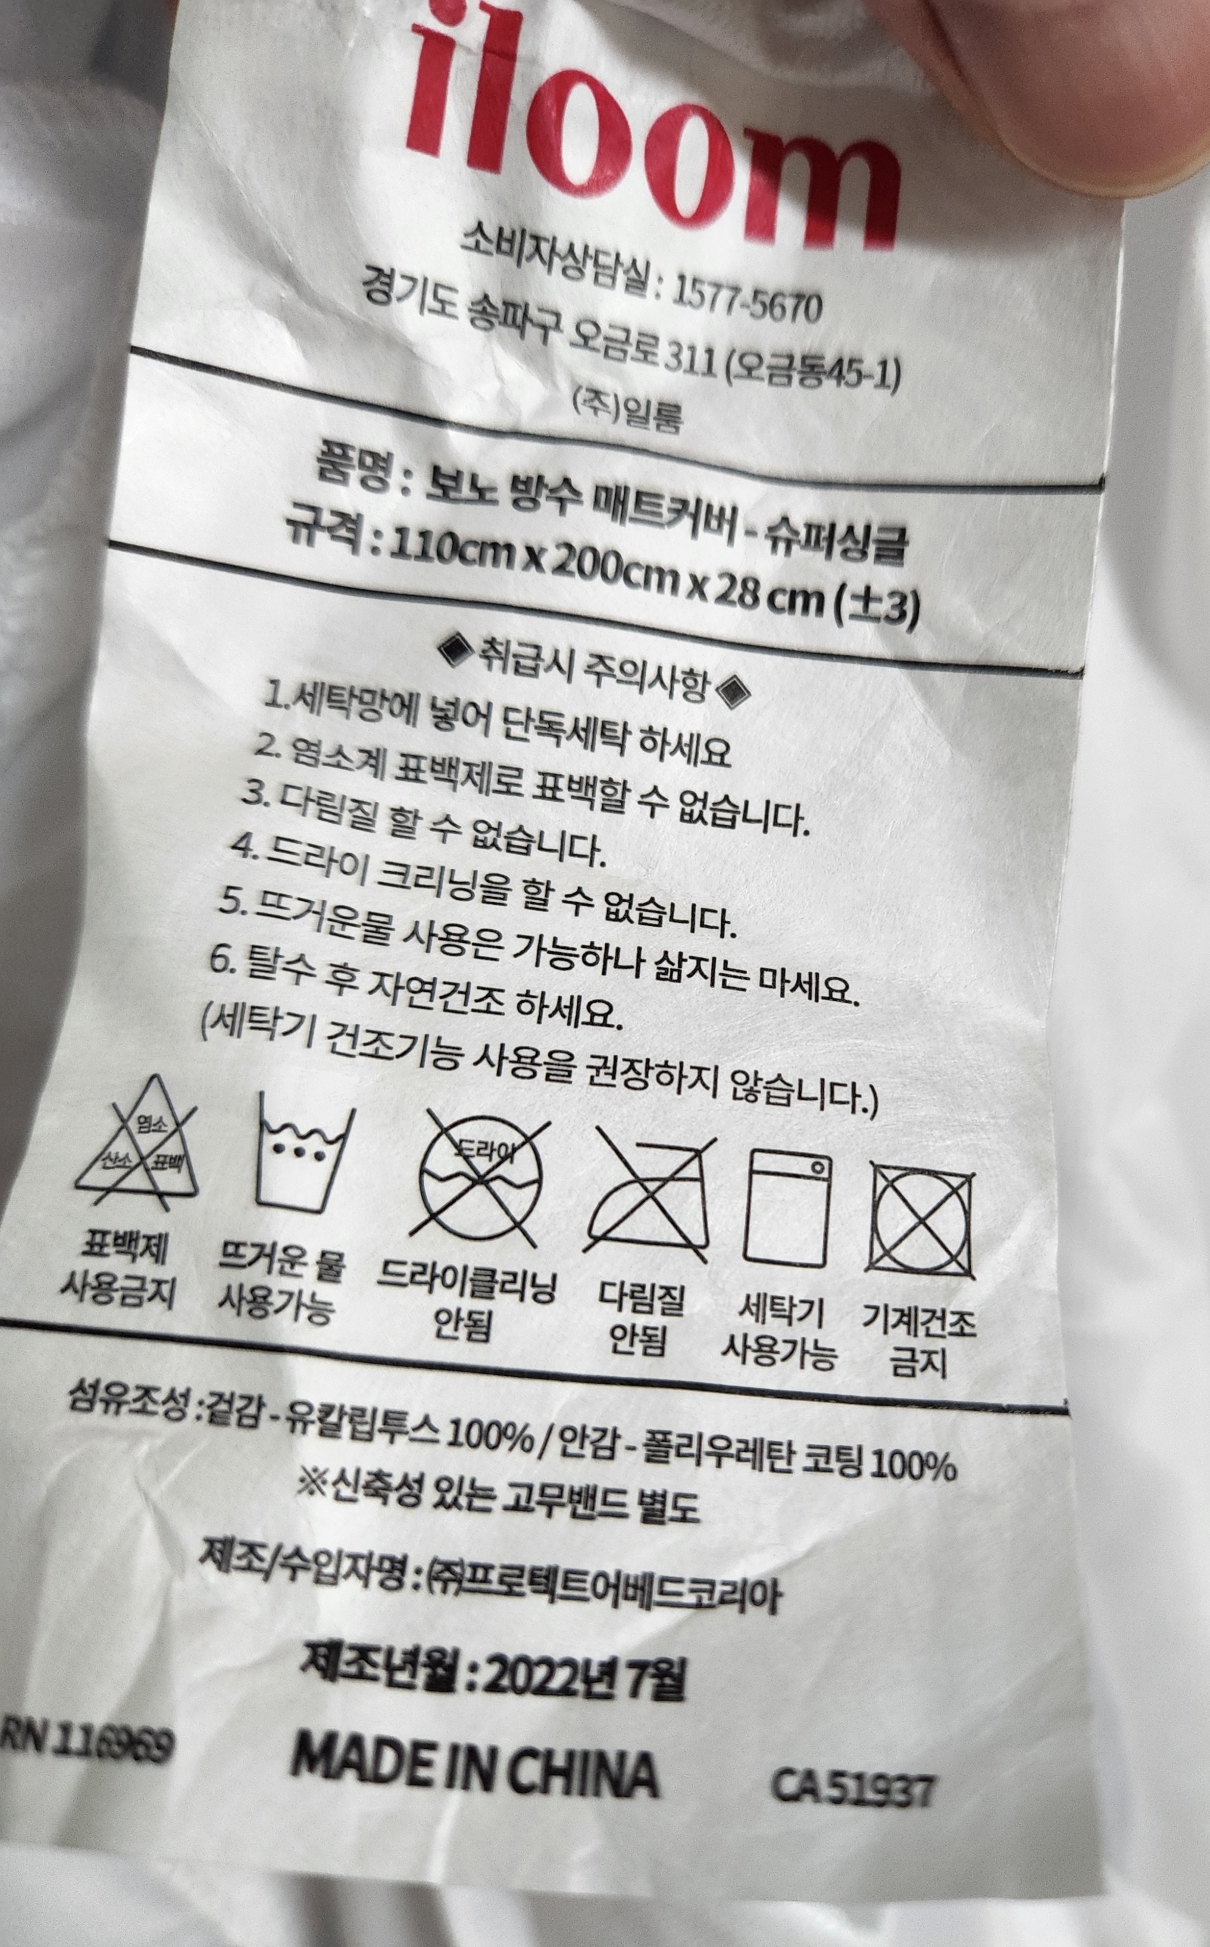 iloom
소비자상담실 : 1577-5670
경기도 송파구 오금로 311 (오금동45-1)
(주)일룸
품명 : 보노 방수 매트커버 - 슈퍼싱글
규격 : 110cm x 200cm x 28 cm (±3)
◈취급시 주의사항◈
1.세탁망에 넣어 단독세탁 하세요
2. 염소계 표백제로 표백할 수 없습니다.
3. 다림질 할 수 없습니다.
4. 드라이 크리닝을 할 수 없습니다.
5. 뜨거운물 사용은 가능하나 삶지는 마세요.
6. 탈수 후 자연건조 하세요.
(세탁기 건조기능 사용을 권장하지 않습니다.)
염소
산소 표백
드라이
표백제 사용금지
뜨거운 물 사용가능
드라이클리닝 안됨
다림질 안됨
세탁기 사용가능
기계건조 금지
섬유조성 :겉감 - 유칼립투스 100% / 안감 - 폴리우레탄 코팅 100%
※신축성 있는 고무밴드 별도
제조/수입자명 : ㈜프로텍트어베드코리아
제조년월 : 2022년 7월
RN 116969 MADE IN CHINA CA 51937